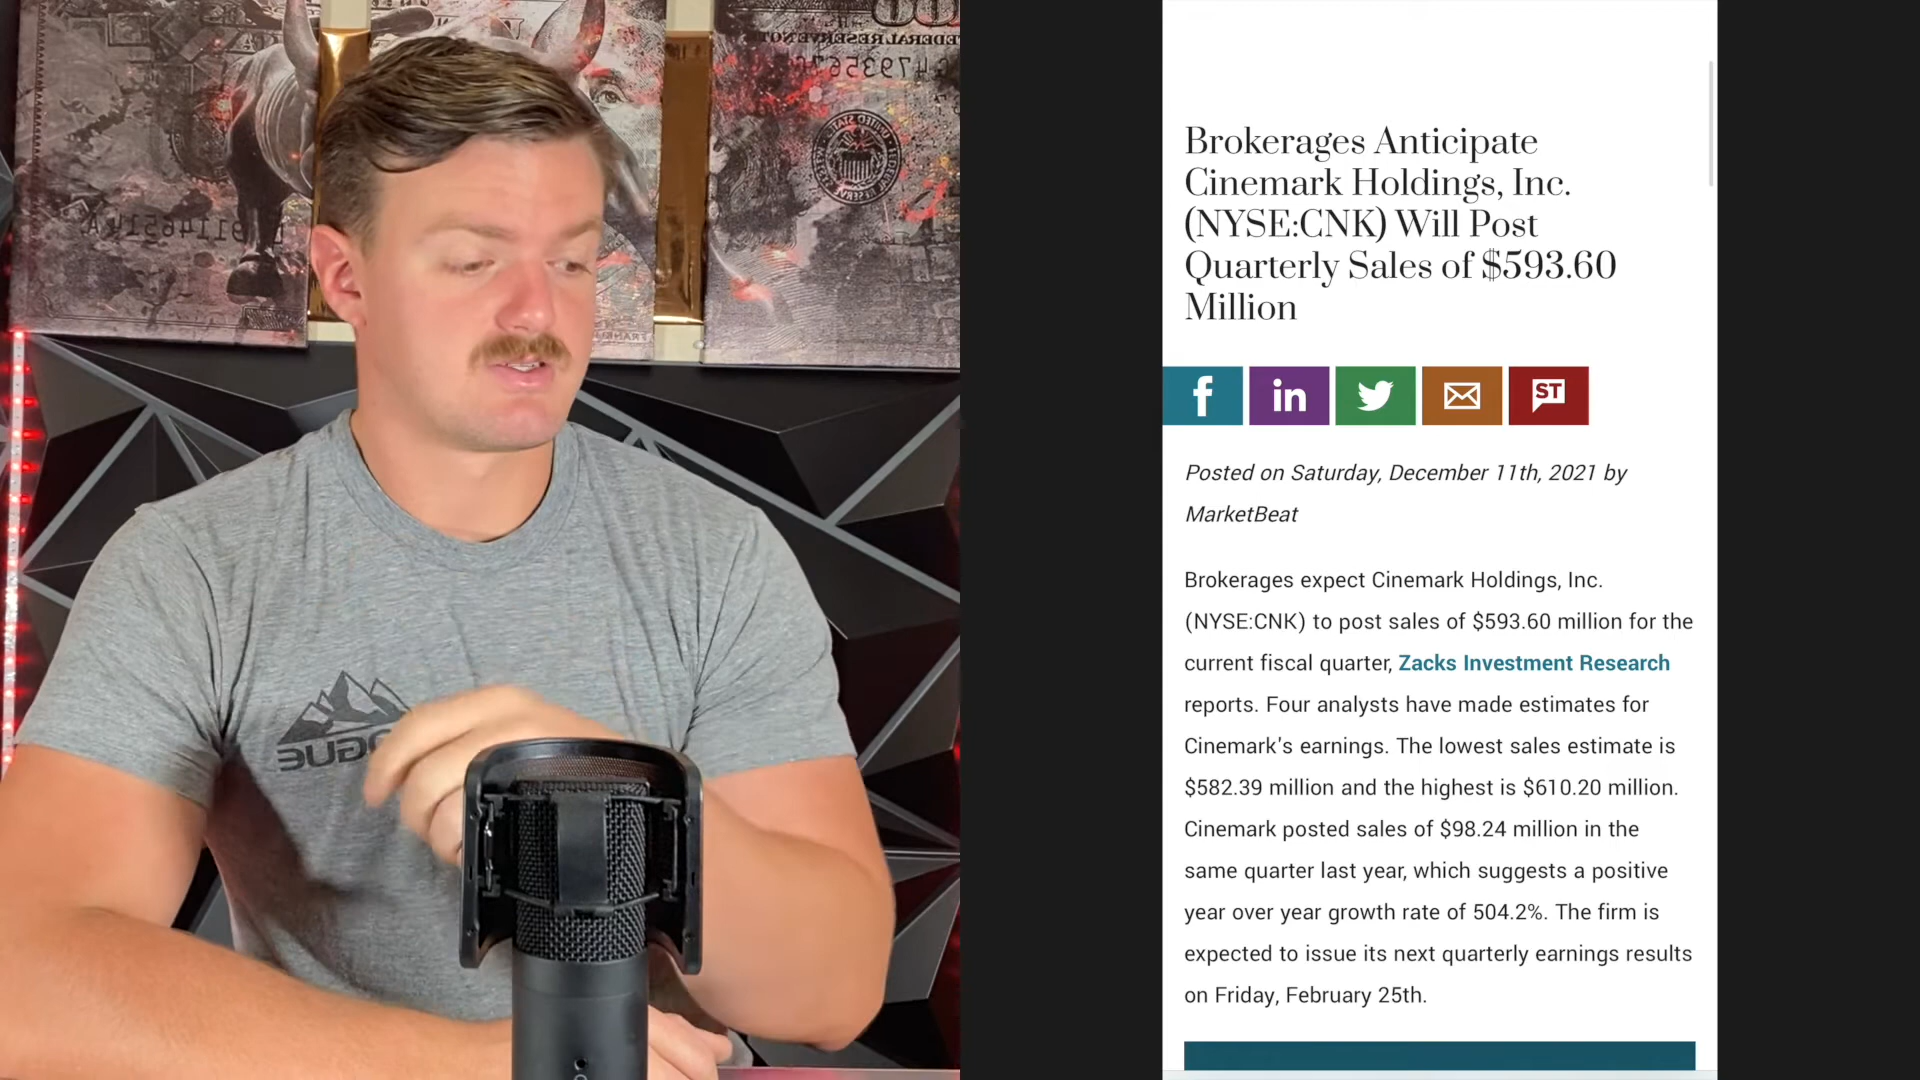 FEDERAL RESERVE NOTE
Brokerages Anticipate
Cinemark Holdings, Inc.
(NYSE:CNK) Will Post
Quarterly Sales of $593.60
Million
f
in
ST
Posted on Saturday, December 11th, 2021 by
MarketBeat
Brokerages expect Cinemark Holdings, Inc.
(NYSE:CNK) to post sales of $593.60 million for the
current fiscal quarter, Zacks Investment Research
reports. Four analysts have made estimates for
Cinemark's earnings. The lowest sales estimate is
$582.39 million and the highest is $610.20 million.
Cinemark posted sales of $98.24 million in the
same quarter last year, which suggests a positive
year over year growth rate of 504.2%. The firm is
expected to issue its next quarterly earnings results
on Friday, February 25th.